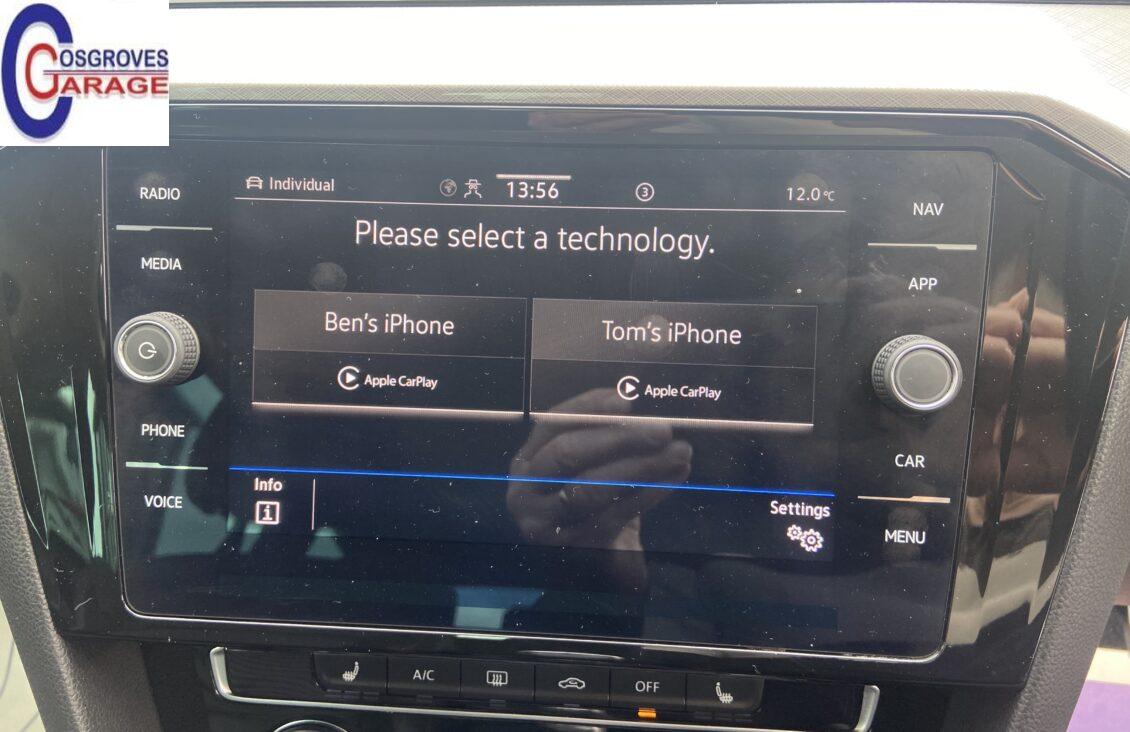 COSGROVES
GARAGE
RADIO
MEDIA
PHONE
VOICE
Individual
13:56
3
12.0°C
Please select a technology.
Ben's iPhone
Apple CarPlay
Tom's iPhone
Apple CarPlay
Info
i
Settings
NAV
APP
CAR
MENU
A/C
OFF